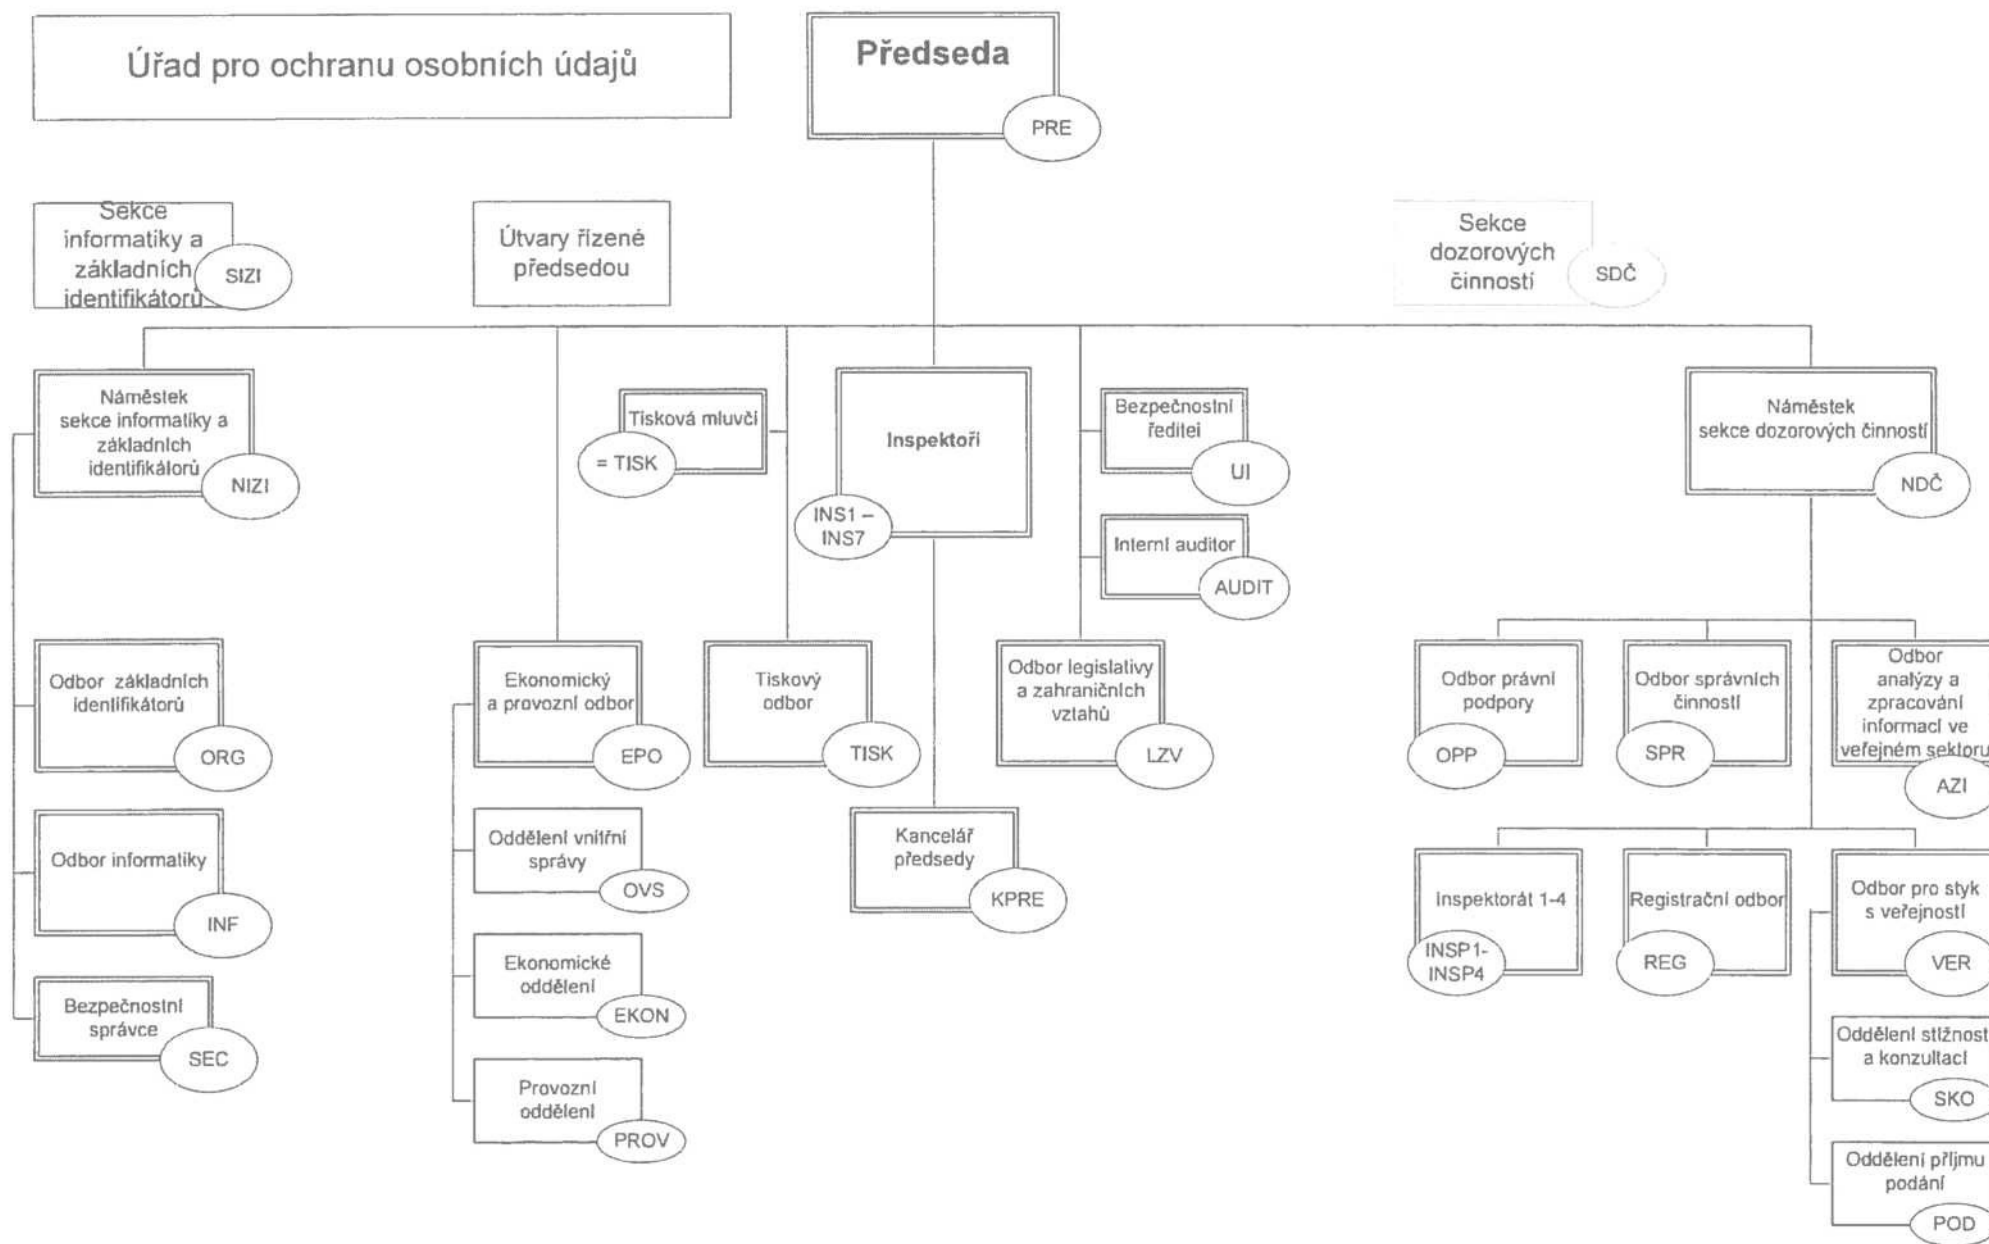 Úřad pro ochranu osobních údajů
Předseda
PRE
Sekce
informatiky a
základních
identifikátorů
SIZI
Útvary řízené
předsedou
Sekce
dozorových
činností
SDČ
Náměstek
sekce informatiky a
základních
identifikátorů
NIZI
Tisková mluvčí
= TISK
Inspektoři
INS1 –
INS7
Bezpečnostní
ředitel
UI
Interní auditor
AUDIT
Náměstek
sekce dozorových činností
NDČ
Odbor základních
identifikátorů
ORG
Ekonomický
a provozní odbor
EPO
Tiskový
odbor
TISK
Odbor legislativy
a zahraničních
vztahů
LZV
Odbor právní
podpory
OPP
Odbor správních
činností
SPR
Odbor
analýzy a
zpracování
informací ve
veřejném sektoru
AZI
Odbor informatiky
INF
Oddělení vnitřní
správy
OVS
Kancelář
předsedy
KPRE
Inspektorát 1-4
INSP1-
INSP4
Registrační odbor
REG
Odbor pro styk
s veřejností
VER
Bezpečnostní
správce
SEC
Ekonomické
oddělení
EKON
Oddělení stížností
a konzultací
SKO
Provozní
oddělení
PROV
Oddělení příjmu
podání
POD